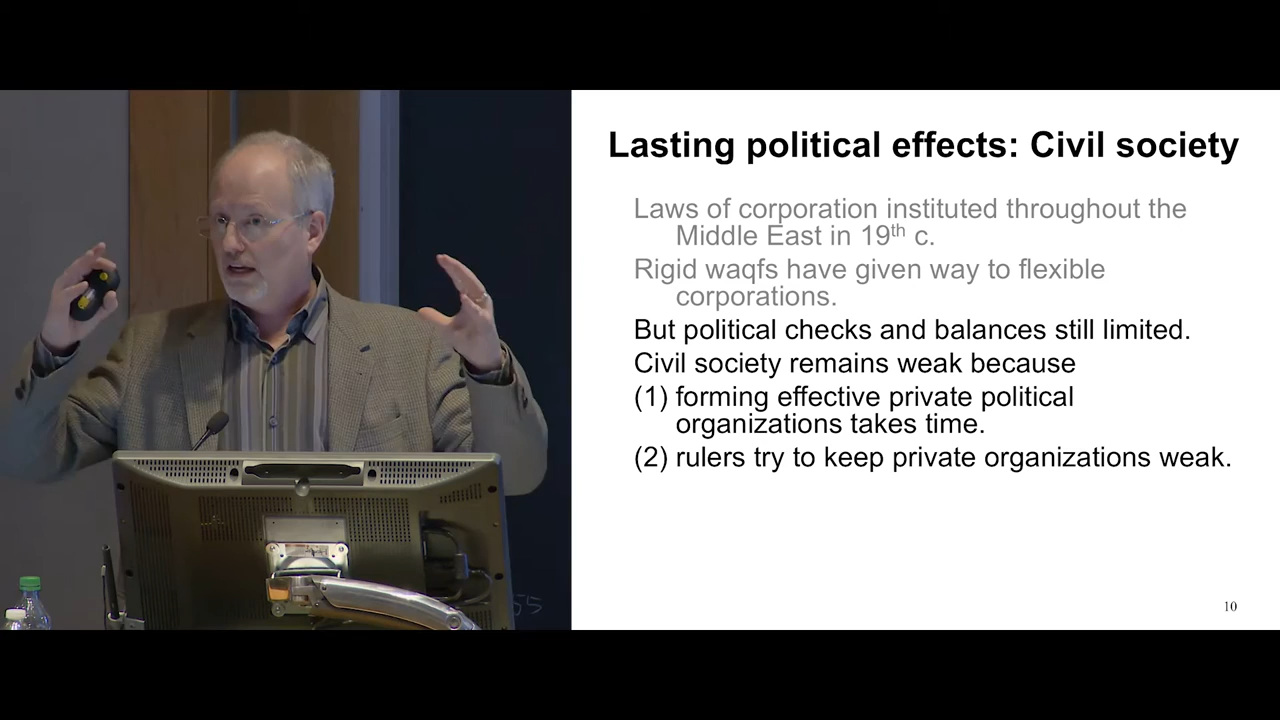 Lasting political effects: Civil society
Laws of corporation instituted throughout the
Middle East in 19th c.
Rigid waqfs have given way to flexible
corporations.
But political checks and balances still limited.
Civil society remains weak because
(1) forming effective private political
organizations takes time.
(2) rulers try to keep private organizations weak.
55
10